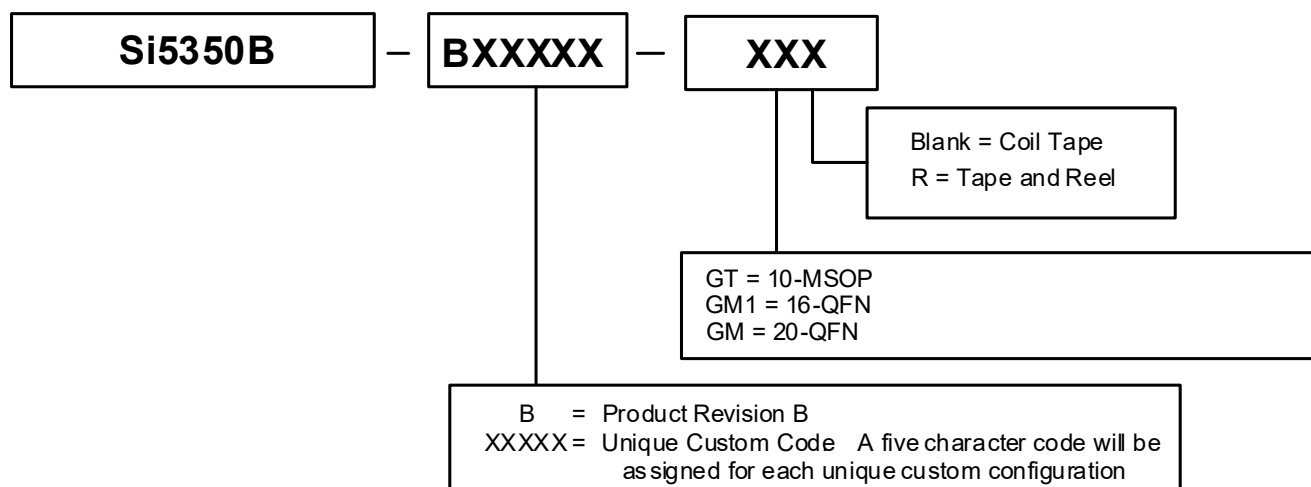 Si5350B – BXXXXX – XXX
Blank = Coil Tape
R = Tape and Reel
GT = 10-MSOP
GM1 = 16-QFN
GM = 20-QFN
B = Product Revision B
XXXXX = Unique Custom Code A five character code will be
assigned for each unique custom configuration